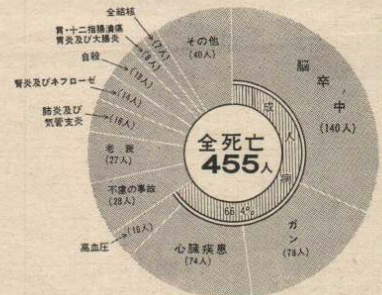 全結核
(7人)
胃・十二指腸潰瘍
胃炎及び大腸炎
(8人)
自殺
(13人)
腎炎及びネフローゼ
(14人)
肺炎及び
気管支炎
(16人)
老衰
(27人)
不慮の事故
(28人)
高血圧
(10人)
心臓疾患
(74人)
ガン
(78人)
脳卒中
(140人)
その他
(40人)
成人病
66.4%
全死亡
455人